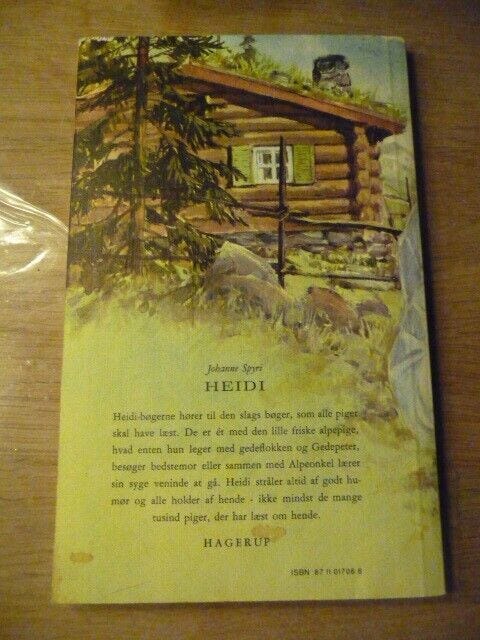 Johanne Spyri
HEIDI
Heidi-bøgerne hører til den slags bøger, som alle piger
skal have læst. De er ét med den lille friske alpepige,
hvad enten hun leger med gedeflokken og Gedepeter,
besøger bedstemor eller sammen med Alpeonkel lærer
sin syge veninde at gå. Heidi stråler altid af godt hu-
mør og alle holder af hende - ikke mindst de mange
tusind piger, der har læst om hende.
HAGERUP
ISBN 87 11 01706 6